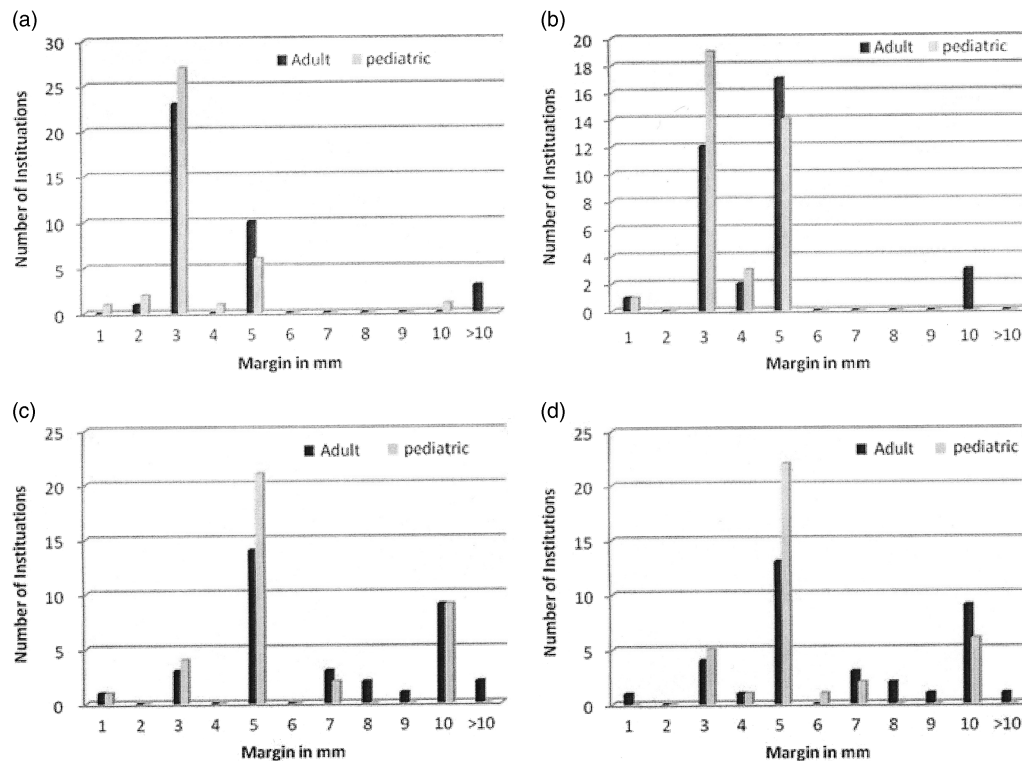 (a)
Adult pediatric
Number of Instituations
30
25
20
15
10
5
0
1 2 3 4 5 6 7 8 9 10 >10
Margin in mm
(b)
Adult pediatric
Number of Instituations
20
18
16
14
12
10
8
6
4
2
0
1 2 3 4 5 6 7 8 9 10 >10
Margin in mm
(c)
Adult pediatric
Number of Instituations
25
20
15
10
5
0
1 2 3 4 5 6 7 8 9 10 >10
Margin in mm
(d)
Adult pediatric
Number of Instituations
25
20
15
10
5
0
1 2 3 4 5 6 7 8 9 10 >10
Margin in mm